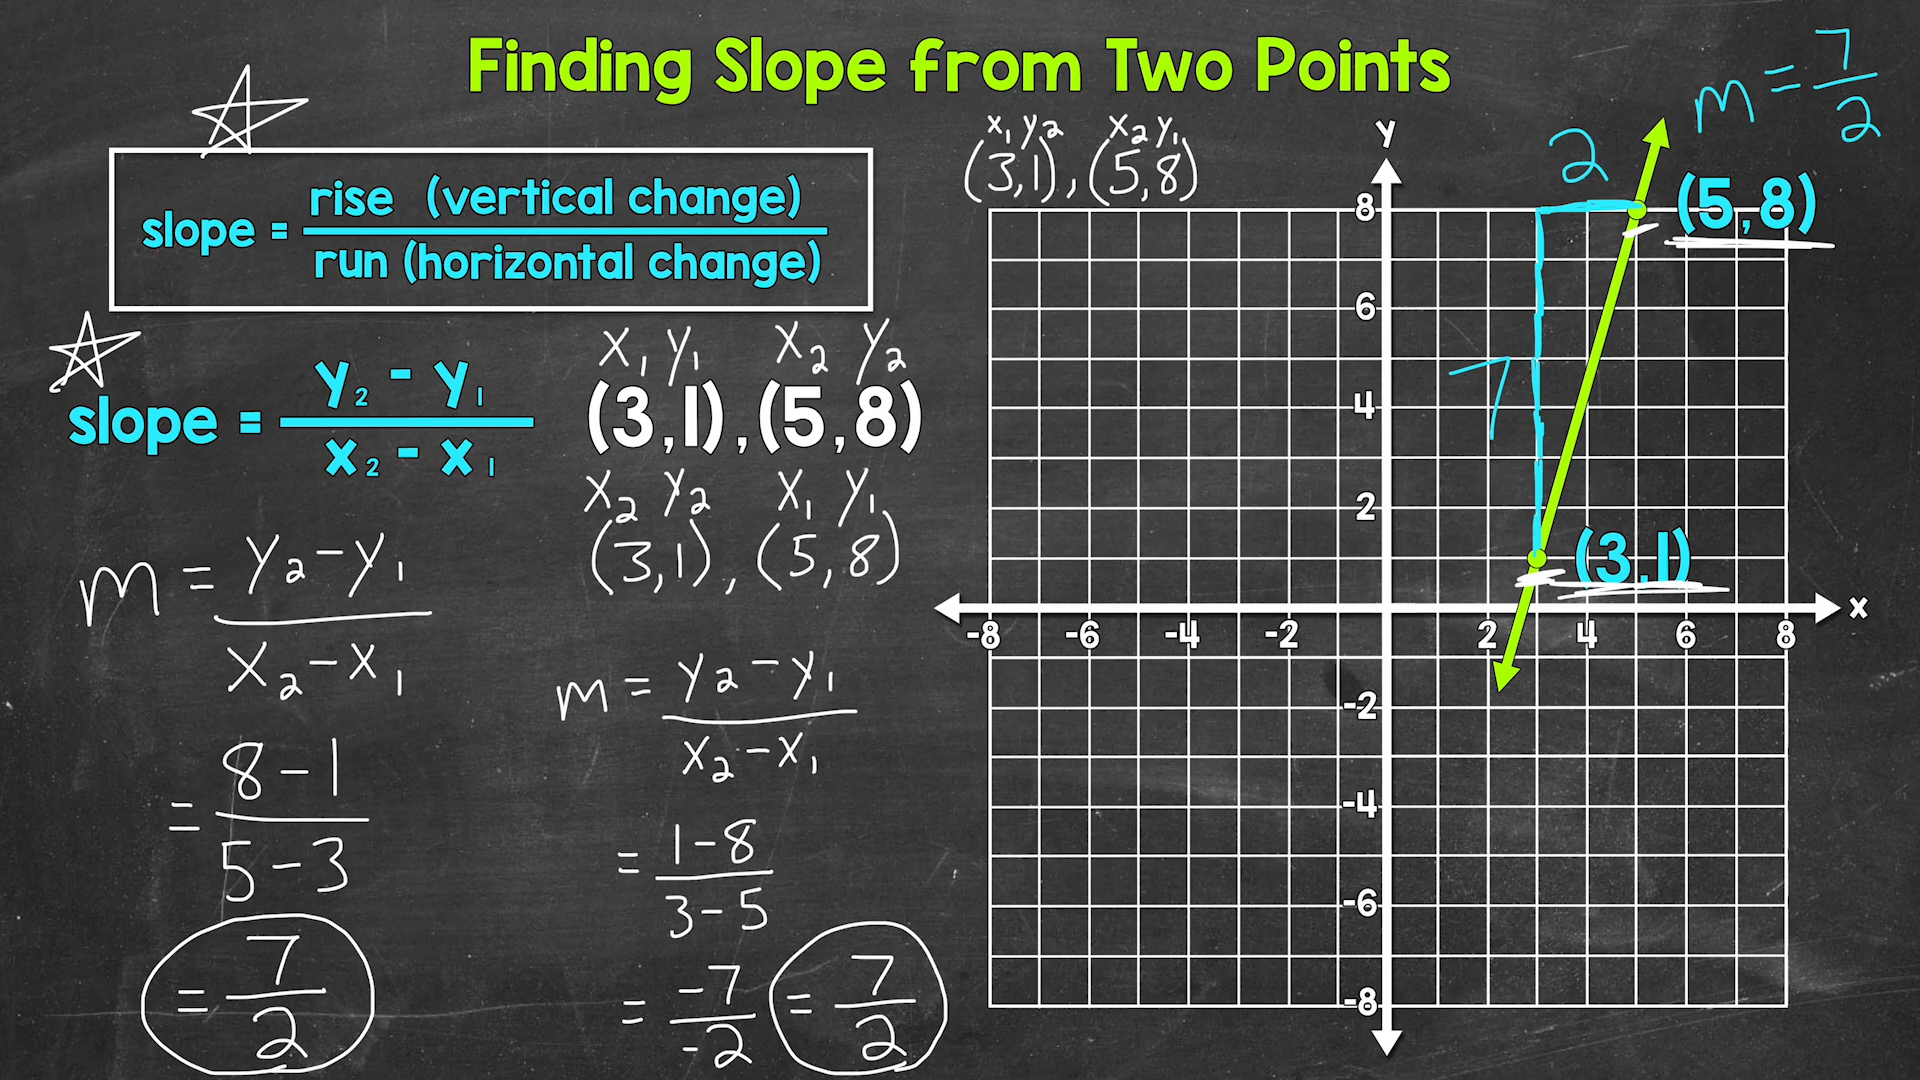 Finding Slope from Two Points
slope = rise (vertical change)
run (horizontal change)
slope = y₂ - y₁
x₂ - x₁
x₁ y₁ x₂ y₂
(3,1), (5,8)
x₂ y₂ x₁ y₁
(3,1), (5,8)
m = y₂ - y₁
x₂ - x₁
= 8 - 1
5 - 3
= 7
2
m = y₂ - y₁
x₂ - x₁
= 1 - 8
3 - 5
= -7
-2
= 7
2
x₁ y₂ x₂ y₁
(3,1), (5,8)
m = 7
2
y
2
(5,8)
8
6
7
4
2
(3,1)
x
-8 -6 -4 -2 2 4 6 8
-2
-4
-6
-8